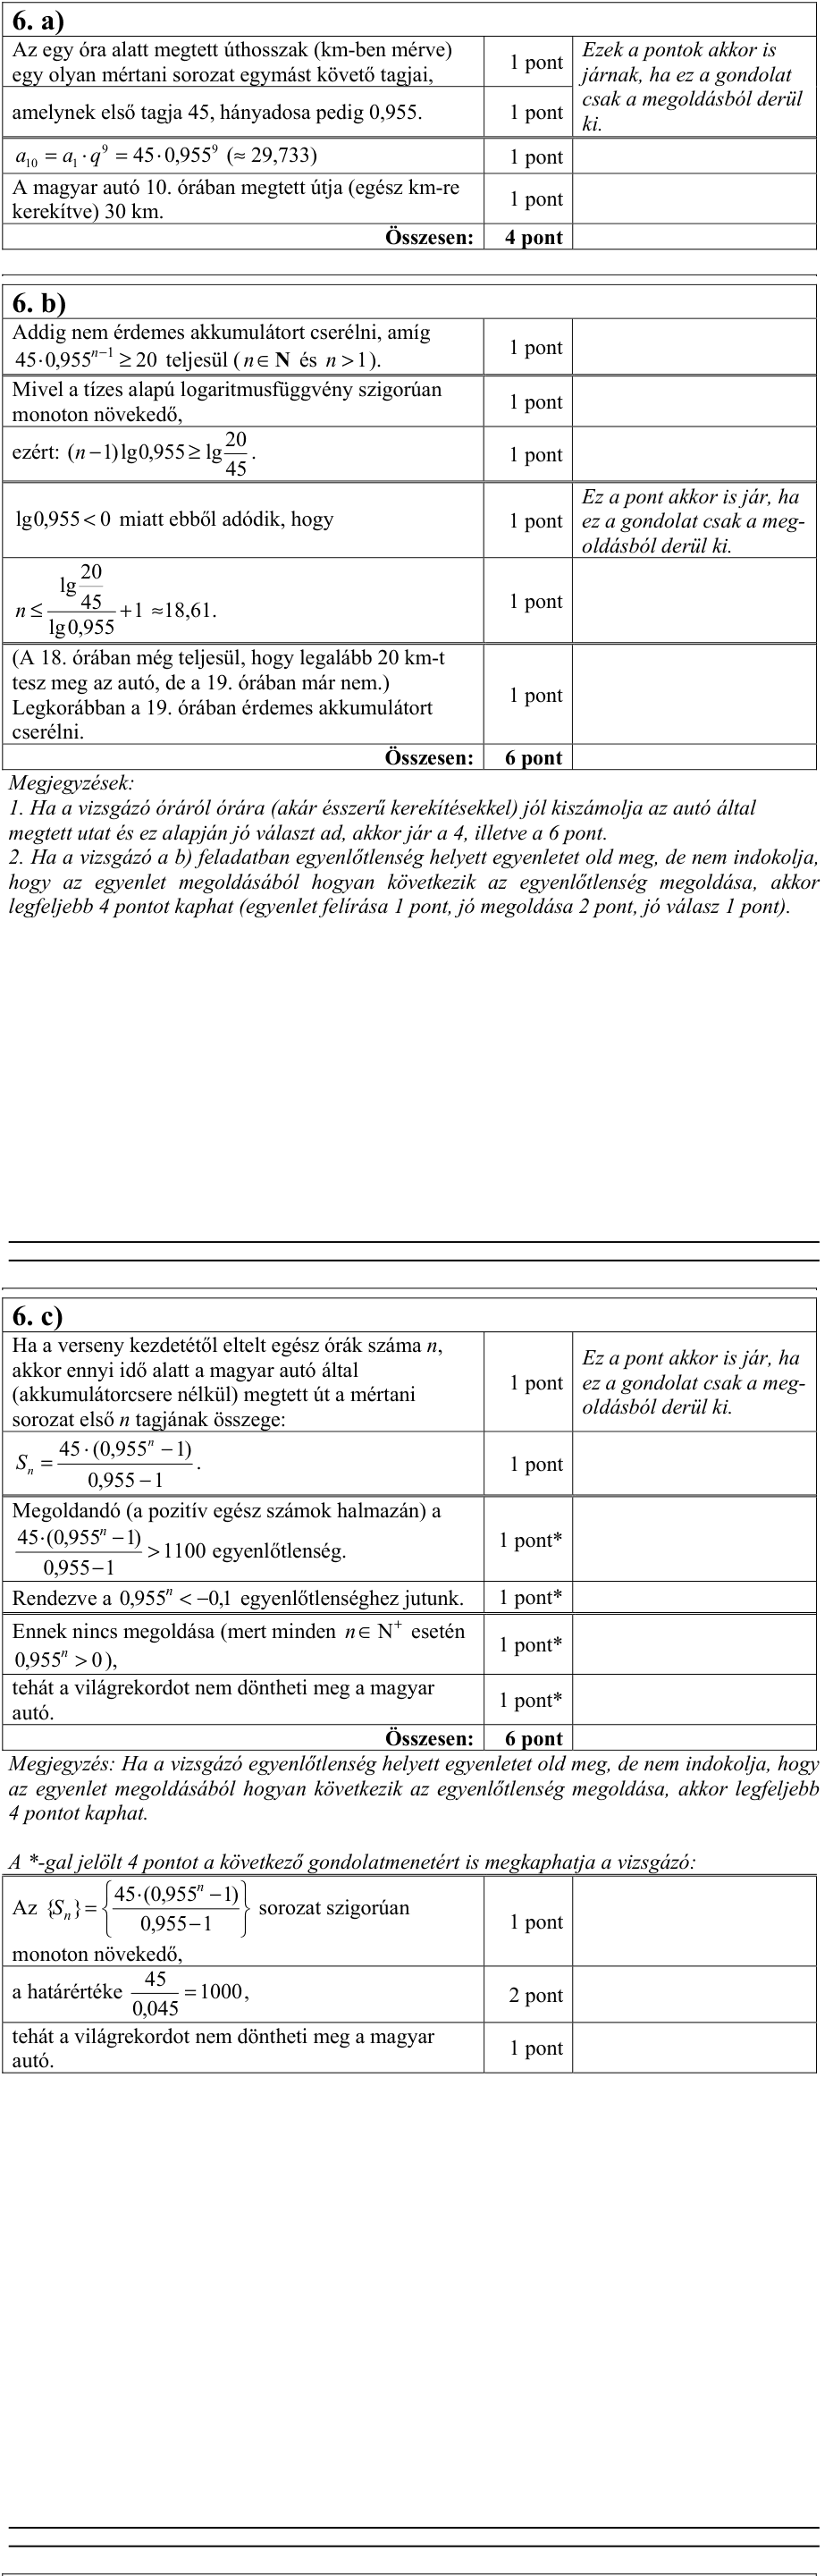 6. a)
Az egy óra alatt megtett úthosszak (km-ben mérve)
egy olyan mértani sorozat egymást követő tagjai,
1 pont
Ezek a pontok akkor is
járnak, ha ez a gondolat
csak a megoldásból derül
ki.
amelynek első tagja 45, hányadosa pedig 0,955.
1 pont
a₁₀ = a₁ · q⁹ = 45 · 0,955⁹ (≈ 29,733)
1 pont
A magyar autó 10. órában megtett útja (egész km-re
kerekítve) 30 km.
1 pont
Összesen: 4 pont
6. b)
Addig nem érdemes akkumulátort cserélni, amíg
45·0,955ⁿ⁻¹ ≥ 20 teljesül ( n ∈ N és n > 1 ).
1 pont
Mivel a tízes alapú logaritmusfüggvény szigorúan
monoton növekedő,
1 pont
ezért: (n − 1) lg 0,955 ≥ lg 20/45 .
1 pont
lg 0,955 < 0 miatt ebből adódik, hogy
1 pont
Ez a pont akkor is jár, ha
ez a gondolat csak a meg-
oldásból derül ki.
n ≤ (lg 20/45)/(lg 0,955) + 1 ≈ 18,61.
1 pont
(A 18. órában még teljesül, hogy legalább 20 km-t
tesz meg az autó, de a 19. órában már nem.)
Legkorábban a 19. órában érdemes akkumulátort
cserélni.
1 pont
Összesen: 6 pont
Megjegyzések:
1. Ha a vizsgázó óráról órára (akár ésszerű kerekítésekkel) jól kiszámolja az autó által
megtett utat és ez alapján jó választ ad, akkor jár a 4, illetve a 6 pont.
2. Ha a vizsgázó a b) feladatban egyenlőtlenség helyett egyenletet old meg, de nem indokolja,
hogy az egyenlet megoldásából hogyan következik az egyenlőtlenség megoldása, akkor
legfeljebb 4 pontot kaphat (egyenlet felírása 1 pont, jó megoldása 2 pont, jó válasz 1 pont).
6. c)
Ha a verseny kezdetétől eltelt egész órák száma n,
akkor ennyi idő alatt a magyar autó által
(akkumulátorcsere nélkül) megtett út a mértani
sorozat első n tagjának összege:
1 pont
Ez a pont akkor is jár, ha
ez a gondolat csak a meg-
oldásból derül ki.
Sₙ = 45 · (0,955ⁿ − 1) / (0,955 − 1) .
1 pont
Megoldandó (a pozitív egész számok halmazán) a
45·(0,955ⁿ − 1) / (0,955 − 1) > 1100 egyenlőtlenség.
1 pont*
Rendezve a 0,955ⁿ < −0,1 egyenlőtlenséghez jutunk.
1 pont*
Ennek nincs megoldása (mert minden n ∈ N⁺ esetén
0,955ⁿ > 0 ),
1 pont*
tehát a világrekordot nem döntheti meg a magyar
autó.
1 pont*
Összesen: 6 pont
Megjegyzés: Ha a vizsgázó egyenlőtlenség helyett egyenletet old meg, de nem indokolja, hogy
az egyenlet megoldásából hogyan következik az egyenlőtlenség megoldása, akkor legfeljebb
4 pontot kaphat.
A *-gal jelölt 4 pontot a következő gondolatmenetért is megkaphatja a vizsgázó:
Az {Sₙ} = {45·(0,955ⁿ − 1) / (0,955 − 1)} sorozat szigorúan
monoton növekedő,
1 pont
a határértéke 45/0,045 = 1000,
2 pont
tehát a világrekordot nem döntheti meg a magyar
autó.
1 pont